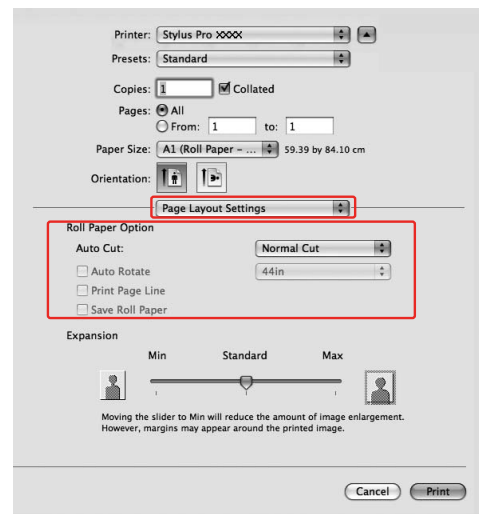 Printer: Stylus Pro XXXX
Presets: Standard
Copies: 1 Collated
Pages: All
From: 1 to: 1
Paper Size: A1 (Roll Paper – ... 59.39 by 84.10 cm
Orientation:
Page Layout Settings
Roll Paper Option
Auto Cut: Normal Cut
Auto Rotate 44in
Print Page Line
Save Roll Paper
Expansion
Min Standard Max
Moving the slider to Min will reduce the amount of image enlargement.
However, margins may appear around the printed image.
Cancel Print